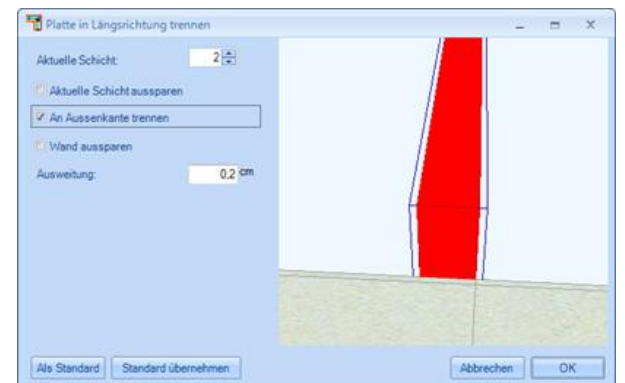 Platte in Längsrichtung trennen
Aktuelle Schicht: 2
Aktuelle Schicht aussparen
An Aussenkante trennen
Wand aussparen
Ausweitung: 0,2 cm
Als Standard Standard übernehmen Abbrechen OK